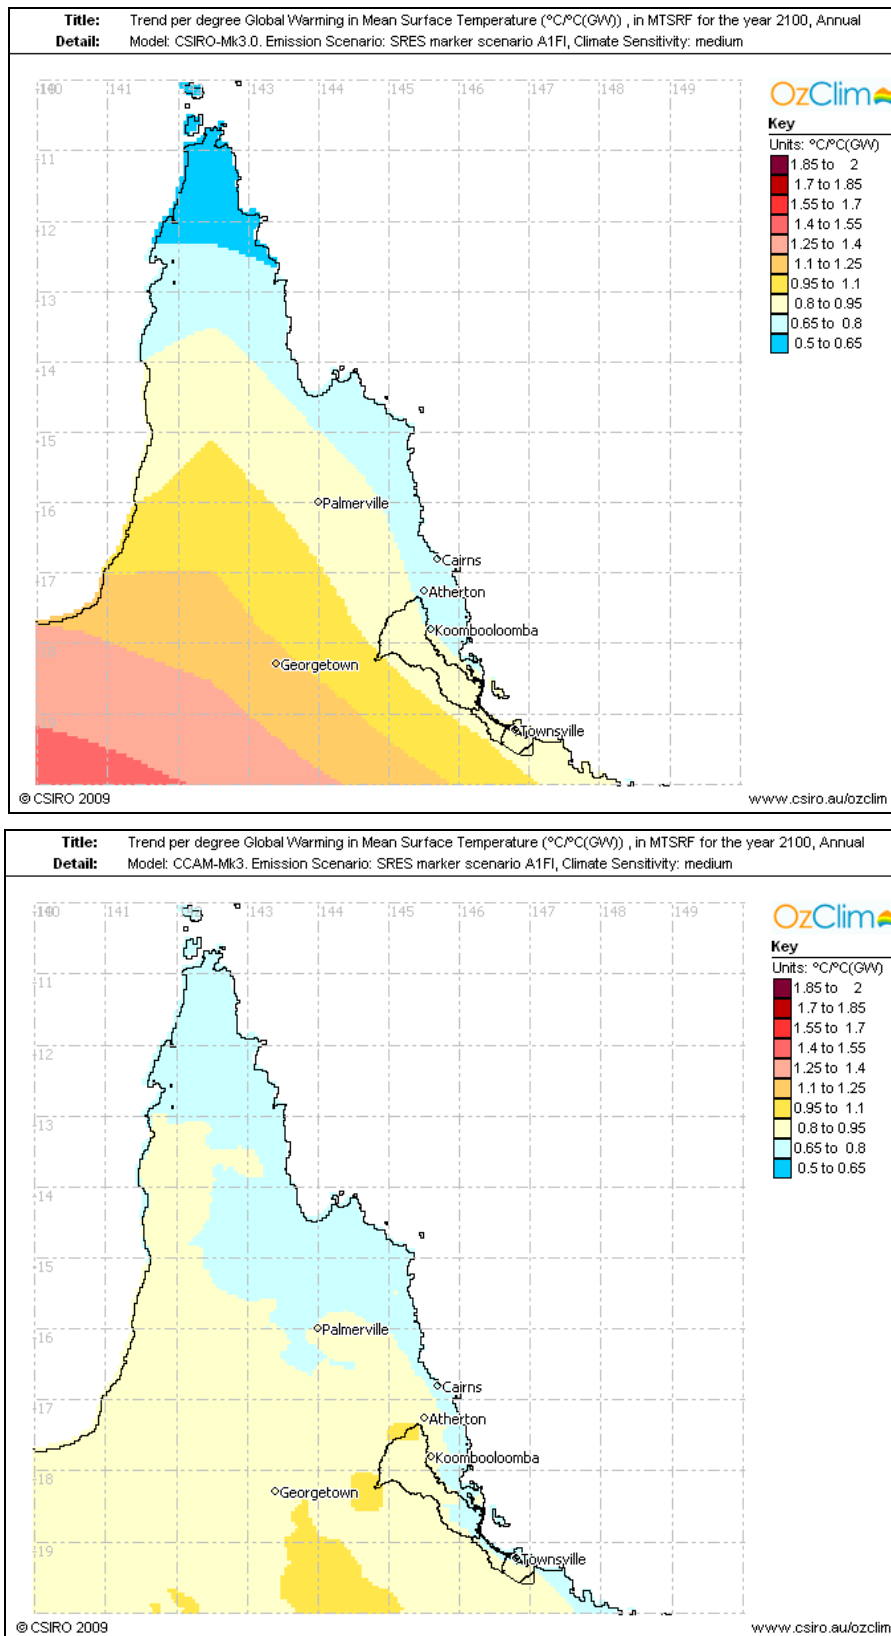 Title: Trend per degree Global Warming in Mean Surface Temperature (°C/°C(GW)) , in MTSRF for the year 2100, Annual
Detail: Model: CSIRO-Mk3.0. Emission Scenario: SRES marker scenario A1FI, Climate Sensitivity: medium
141 143 144 145 146 147 148 149
OzClim
Key
Units: °C/°C(GW)
1.85 to 2
1.7 to 1.85
1.55 to 1.7
1.4 to 1.55
1.25 to 1.4
1.1 to 1.25
0.95 to 1.1
0.8 to 0.95
0.65 to 0.8
0.5 to 0.65
-11
-12
-13
-14
-15
-16
Palmerville
Cairns
-17
Atherton
Koombooloomba
Georgetown
Townsville
© CSIRO 2009
www.csiro.au/ozclim
Title: Trend per degree Global Warming in Mean Surface Temperature (°C/°C(GW)) , in MTSRF for the year 2100, Annual
Detail: Model: CCAM-Mk3. Emission Scenario: SRES marker scenario A1FI, Climate Sensitivity: medium
141 143 144 145 146 147 148 149
OzClim
Key
Units: °C/°C(GW)
1.85 to 2
1.7 to 1.85
1.55 to 1.7
1.4 to 1.55
1.25 to 1.4
1.1 to 1.25
0.95 to 1.1
0.8 to 0.95
0.65 to 0.8
0.5 to 0.65
-11
-12
-13
-14
-15
-16
Palmerville
Cairns
-17
Atherton
Koombooloomba
-18
Georgetown
-19
Townsville
© CSIRO 2009
www.csiro.au/ozclim